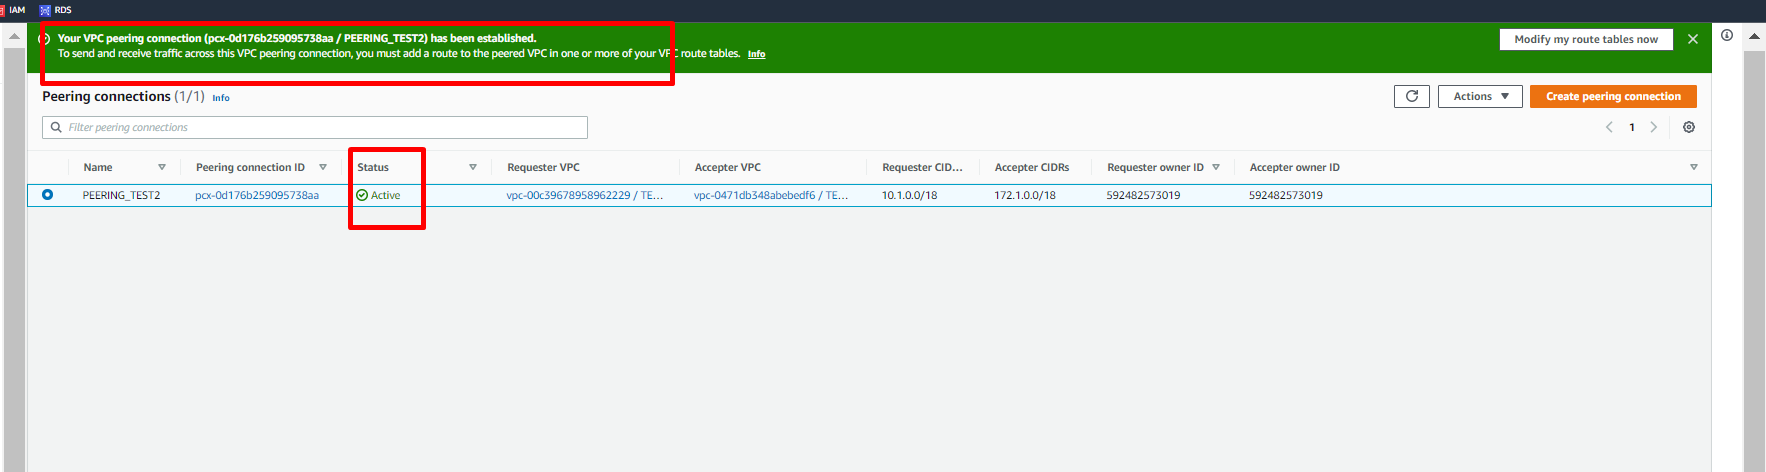 IAM RDS
Your VPC peering connection (pcx-0d176b259095738aa / PEERING_TEST2) has been established.
To send and receive traffic across this VPC peering connection, you must add a route to the peered VPC in one or more of your VPC route tables. Info
Modify my route tables now
Peering connections (1/1) Info
Actions
Create peering connection
Filter peering connections
1
Name Peering connection ID Status Requester VPC Accepter VPC Requester CID... Accepter CIDRs Requester owner ID Accepter owner ID
PEERING_TEST2 pcx-0d176b259095738aa Active vpc-00c39678958962229 / TE... vpc-0471db348abebedf6 / TE... 10.1.0.0/18 172.1.0.0/18 592482573019 592482573019